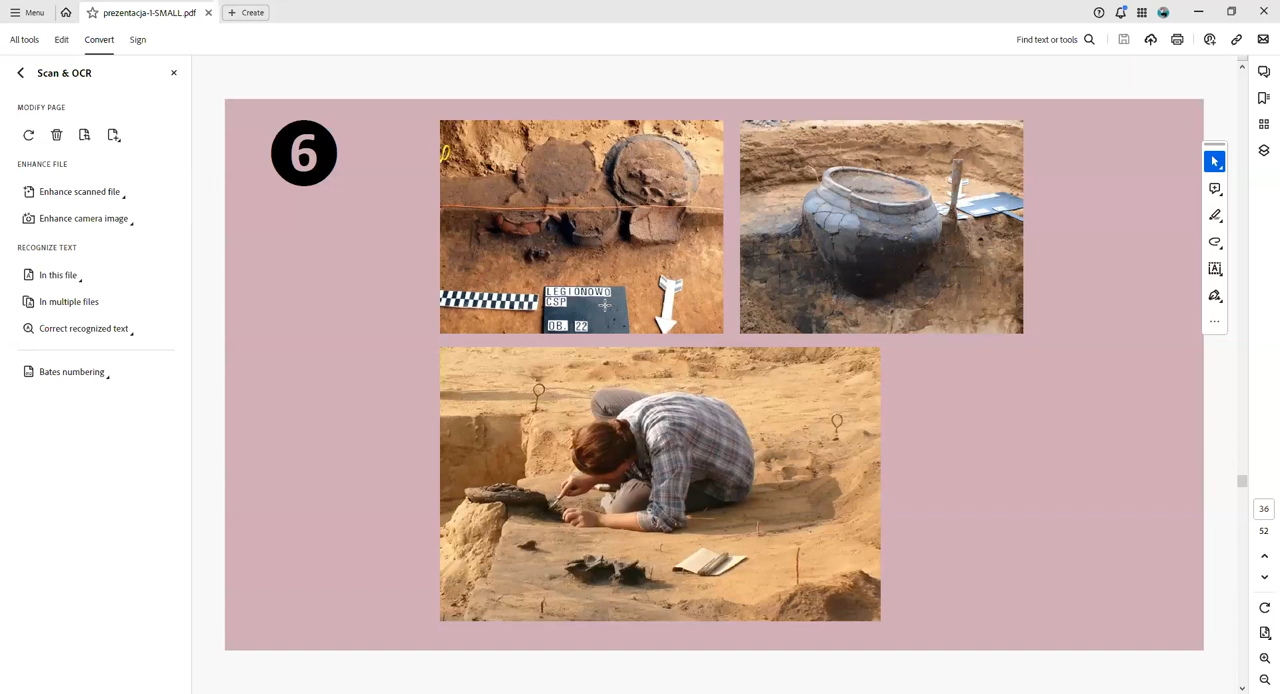 Menu
prezentacja-1-SMALL.pdf
Create
All tools
Edit
Convert
Sign
Find text or tools
Scan & OCR
MODIFY PAGE
ENHANCE FILE
Enhance scanned file
Enhance camera image
RECOGNIZE TEXT
In this file
In multiple files
Correct recognized text
Bates numbering
6
LEGIONOWO
CSP
OB. 22
36
52